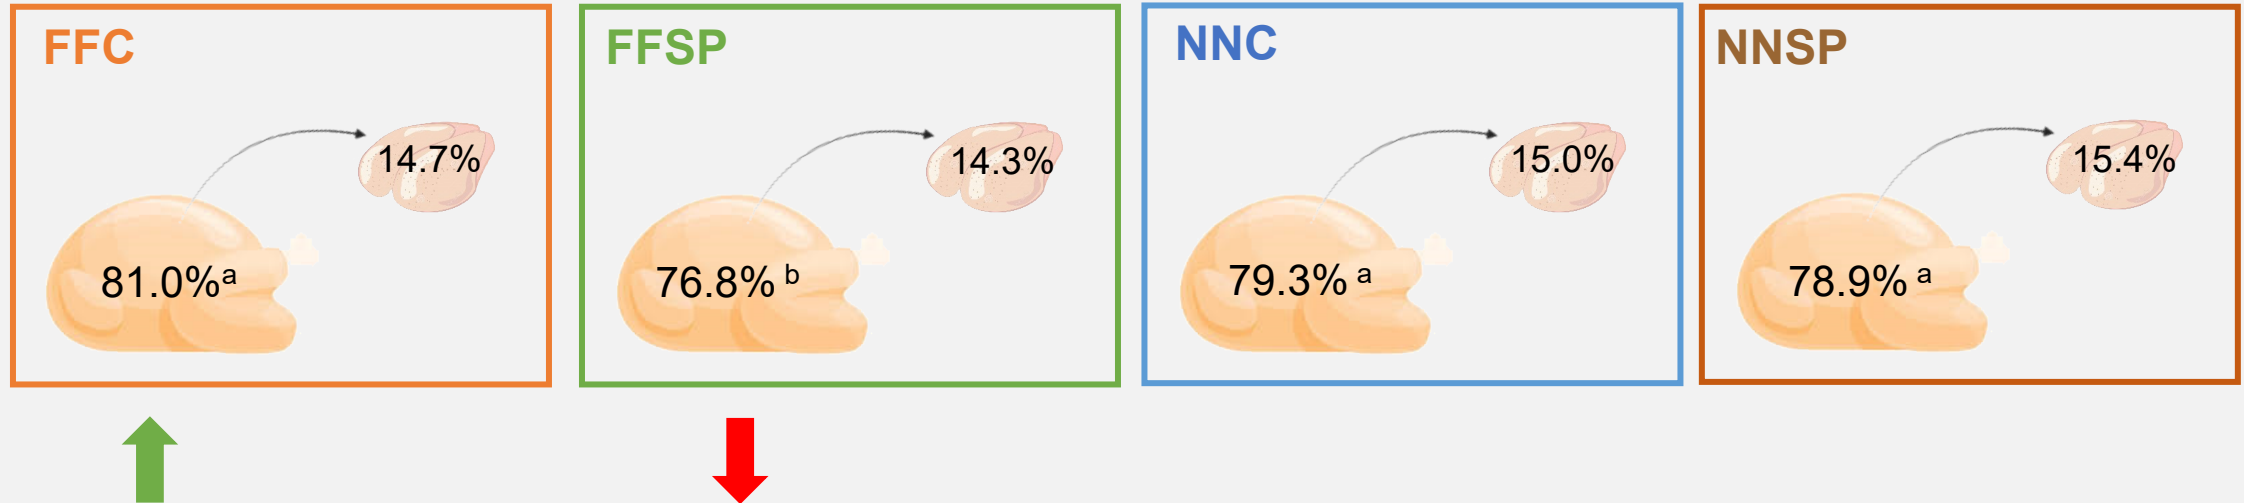 FFC
14.7%
81.0%ᵃ
FFSP
14.3%
76.8% ᵇ
NNC
15.0%
79.3% ᵃ
NNSP
15.4%
78.9% ᵃ